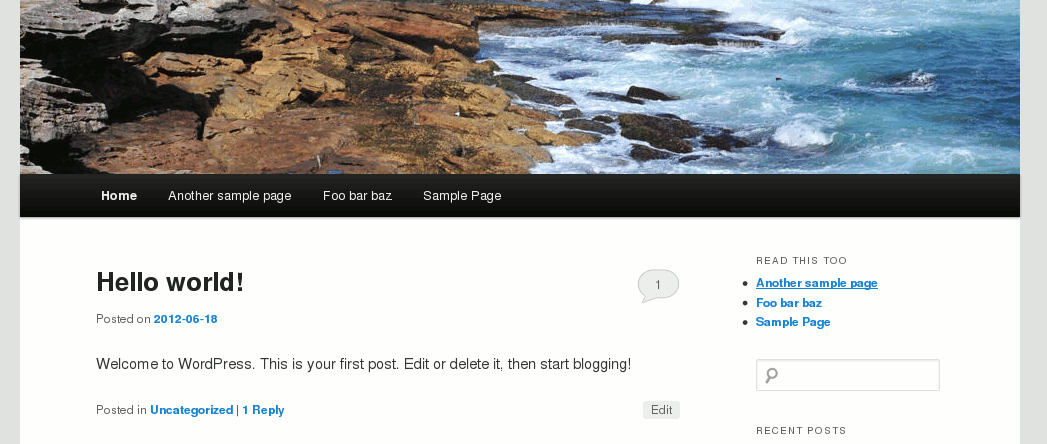 Home Another sample page Foo bar baz Sample Page
Hello world!
1
Posted on 2012-06-18
Welcome to WordPress. This is your first post. Edit or delete it, then start blogging!
Posted in Uncategorized | 1 Reply
Edit
READ THIS TOO
Another sample page
Foo bar baz
Sample Page
RECENT POSTS